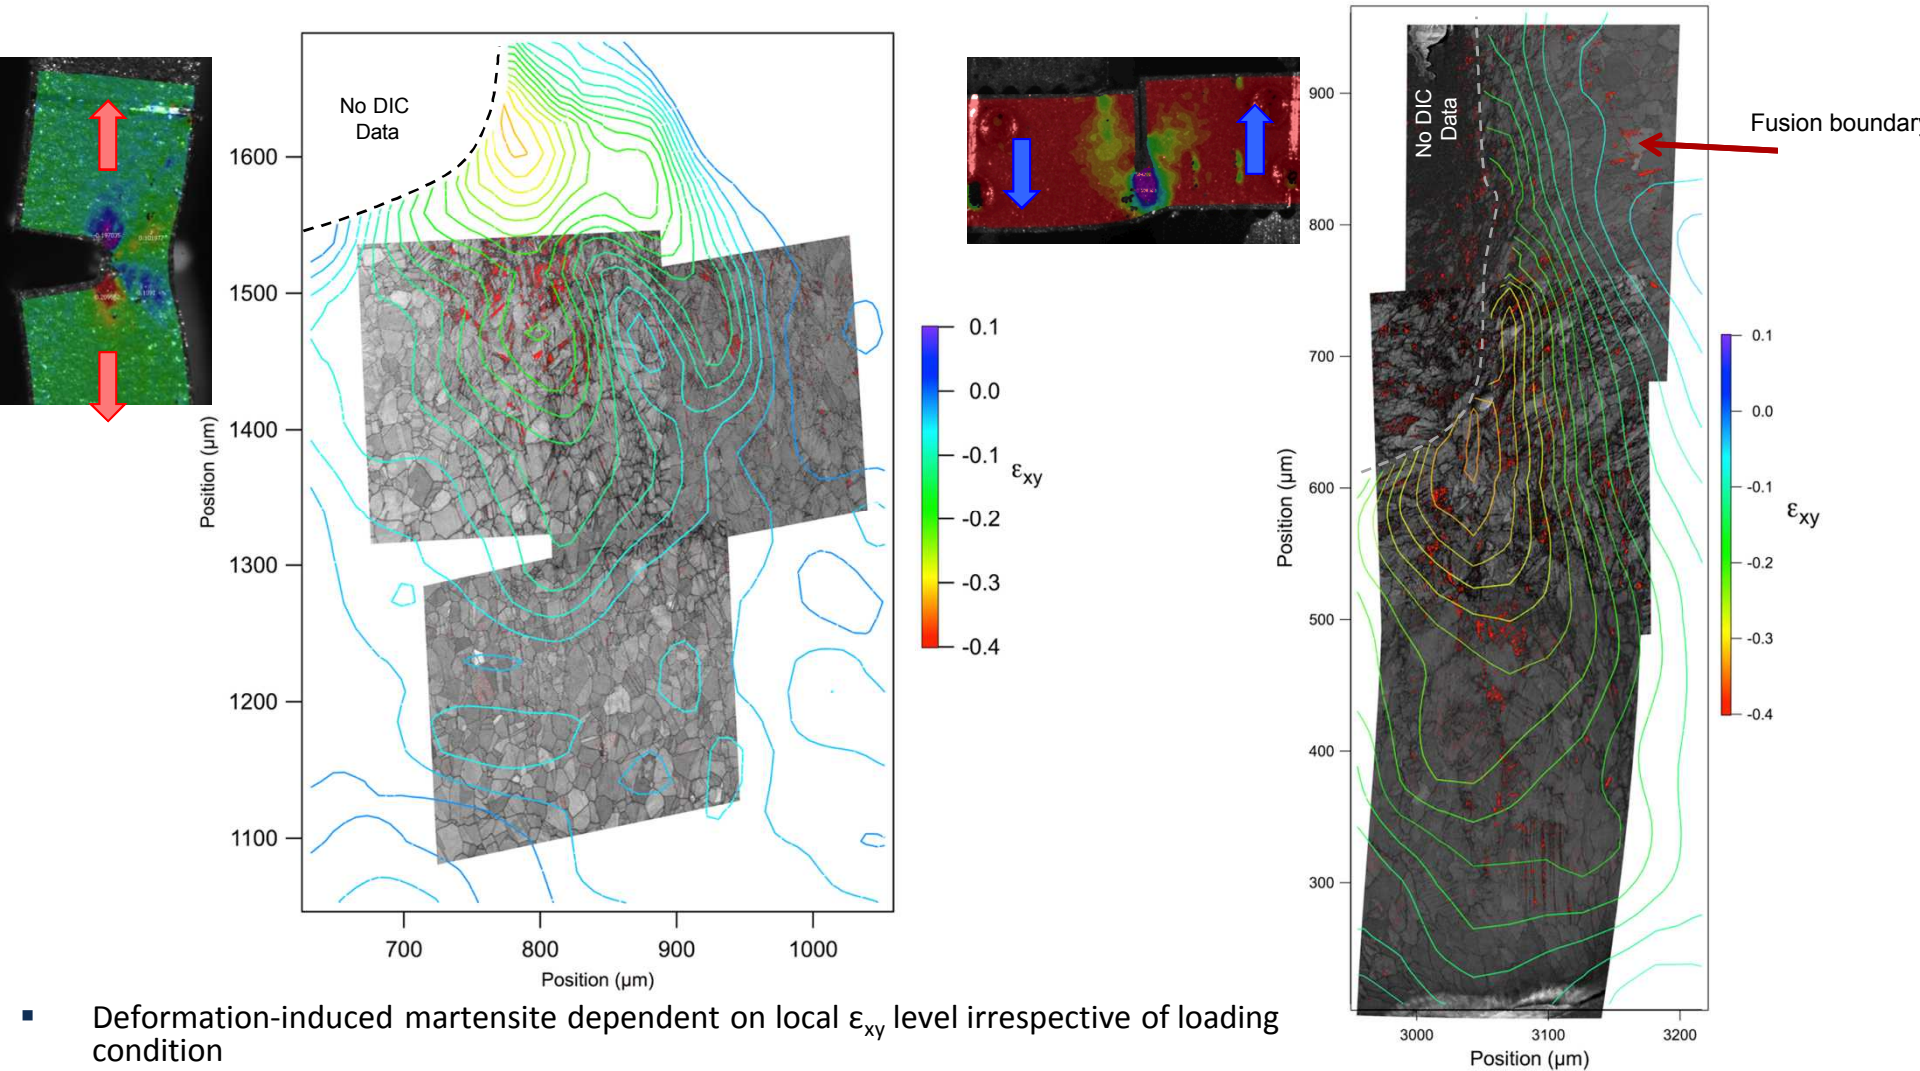 No DIC
Data
1600
1500
1400
1300
1200
1100
Position (µm)
700
800
900
1000
Position (µm)
0.1
0.0
-0.1
-0.2
-0.3
-0.4
εxy
No DIC
Data
Fusion boundary
900
800
700
600
500
400
300
Position (µm)
3000
3100
3200
Position (µm)
0.1
0.0
-0.1
-0.2
-0.3
-0.4
εxy
▪ Deformation-induced martensite dependent on local εxy level irrespective of loading
condition